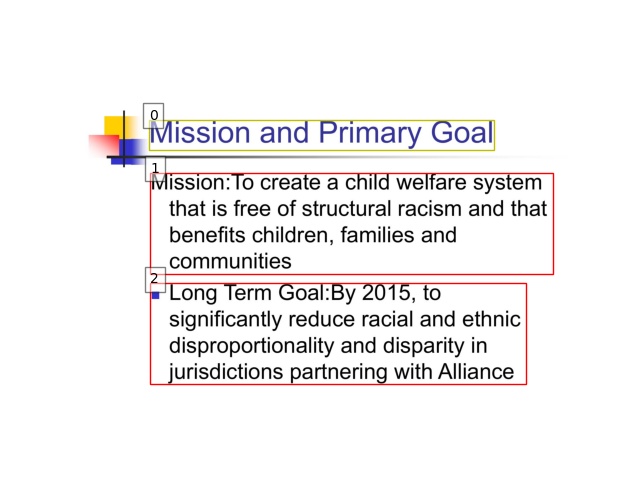 0
Mission and Primary Goal
1
Mission:To create a child welfare system
that is free of structural racism and that
benefits children, families and
communities
2
Long Term Goal:By 2015, to
significantly reduce racial and ethnic
disproportionality and disparity in
jurisdictions partnering with Alliance